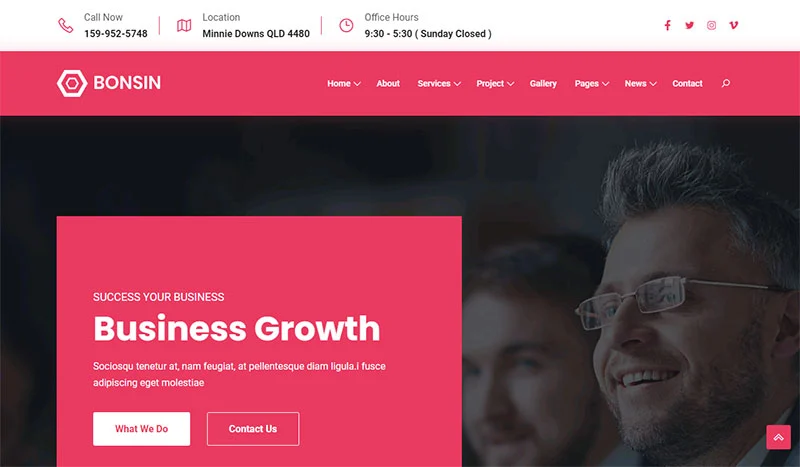 Call Now
159-952-5748
Location
Minnie Downs QLD 4480
Office Hours
9:30 - 5:30 ( Sunday Closed )
BONSIN
Home About Services Project Gallery Pages News Contact
SUCCESS YOUR BUSINESS
Business Growth
Sociosqu tenetur at, nam feugiat, at pellentesque diam ligula.i fusce
adipiscing eget molestiae
What We Do
Contact Us